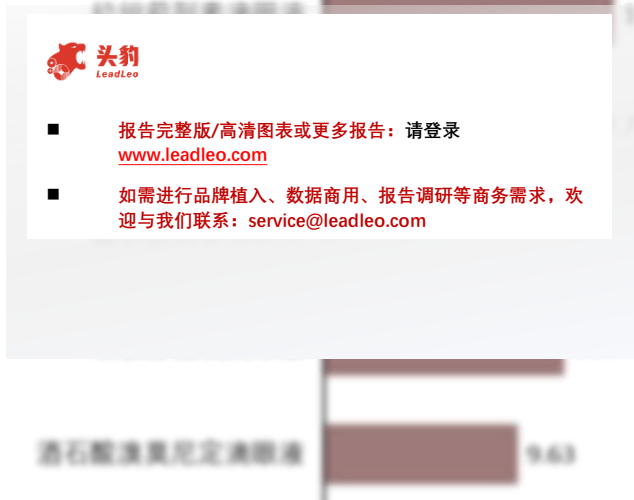 头豹
LeadLeo
■ 报告完整版/高清图表或更多报告：请登录
www.leadleo.com
■ 如需进行品牌植入、数据商用、报告调研等商务需求，欢
迎与我们联系：service@leadleo.com
酒石酸溴莫尼定滴眼液 9.63